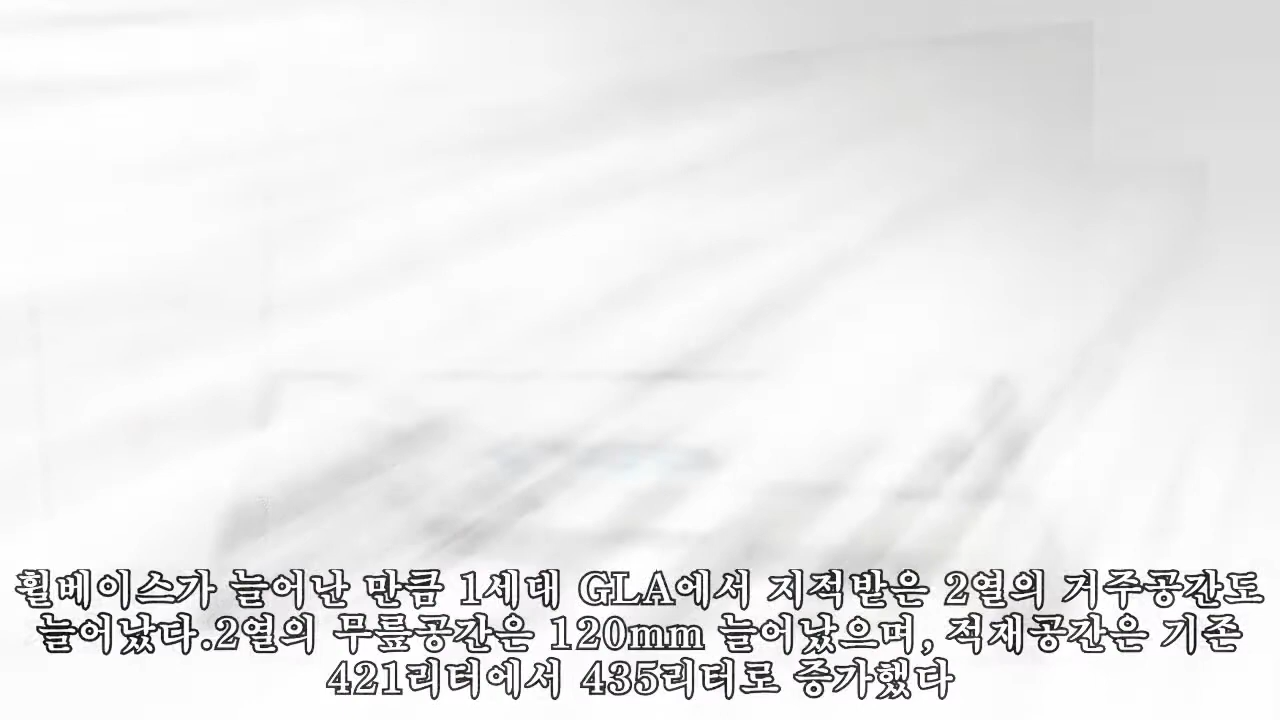 휠베이스가 늘어난 만큼 1세대 GLA에서 지적받은 2열의 거주공간도
늘어났다.2열의 무릎공간은 120mm 늘어났으며, 적재공간은 기존
421리터에서 435리터로 증가했다